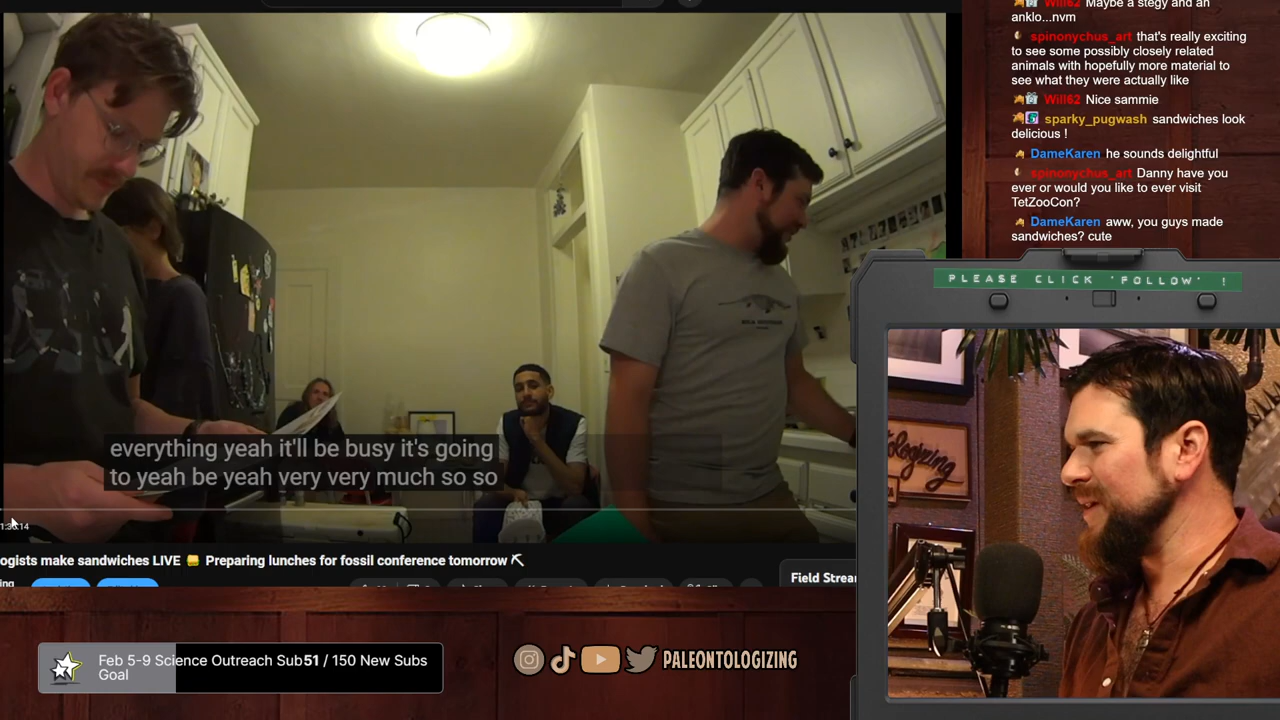 Will62 Maybe a stegy and an
anklo...nvm
spinonychus_art that's really exciting
to see some possibly closely related
animals with hopefully more material to
see what they were actually like
Will62 Nice sammie
sparky_pugwash sandwiches look
delicious !
DameKaren he sounds delightful
spinonychus_art Danny have you
ever or would you like to ever visit
TetZooCon?
DameKaren aww, you guys made
sandwiches? cute
PLEASE CLICK 'FOLLOW' !
everything yeah it'll be busy it's going
to yeah be yeah very very much so so
ogists make sandwiches LIVE 🥪 Preparing lunches for fossil conference tomorrow ⛏
Field Strea
ologizing
Feb 5-9 Science Outreach Sub 51 / 150 New Subs
Goal
PALEONTOLOGIZING